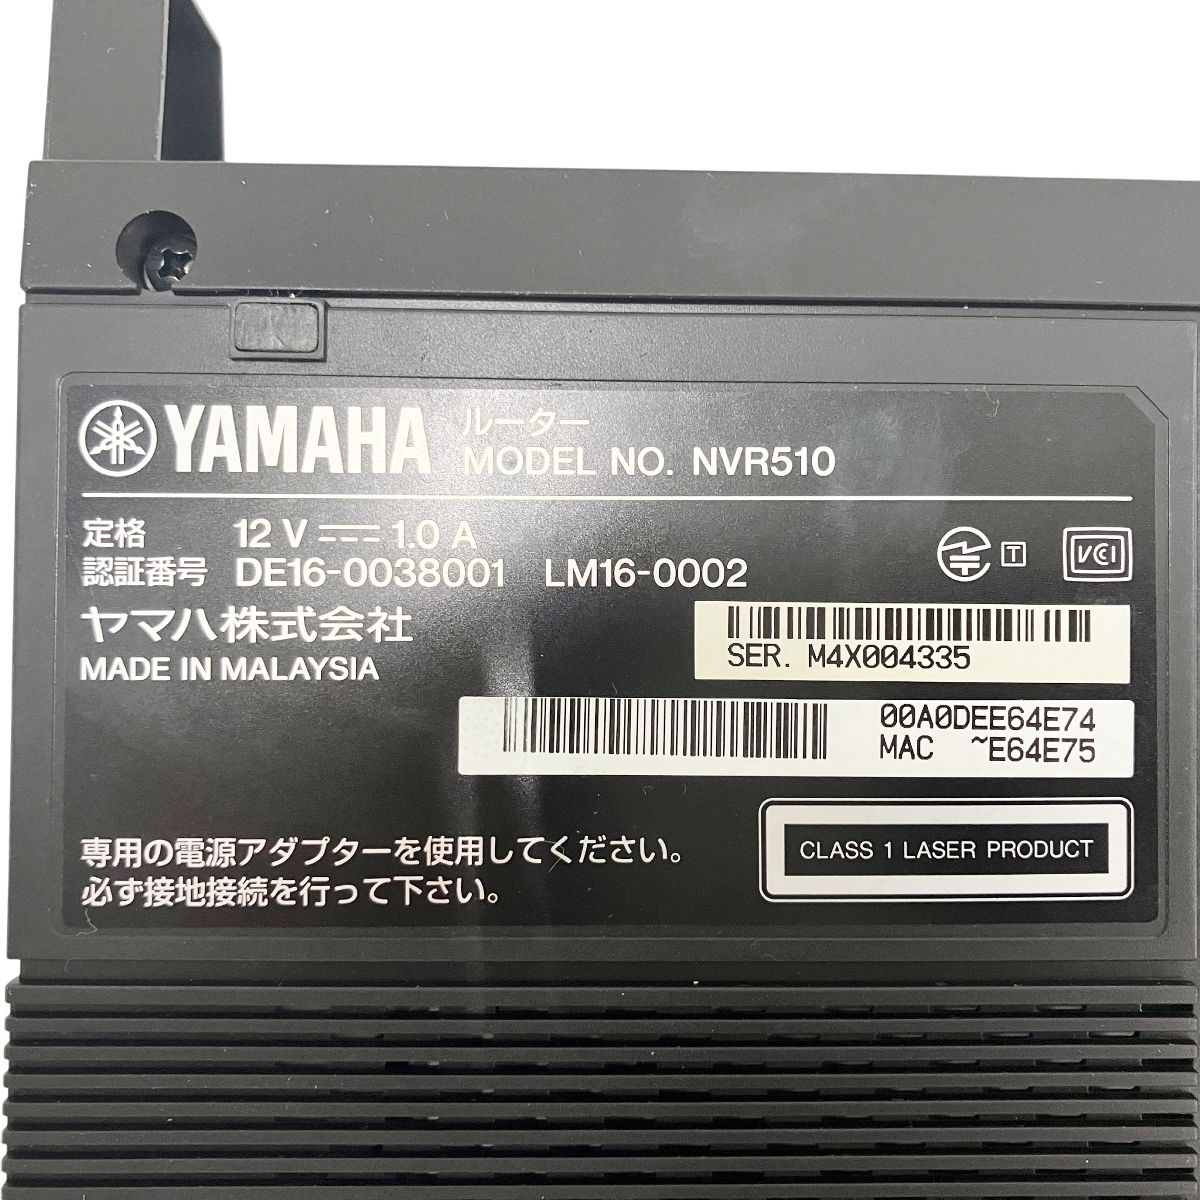 YAMAHA ルーター
MODEL NO. NVR510
定格 12 V ⎓ 1.0 A
認証番号 DE16-0038001 LM16-0002
T
VCI
ヤマハ株式会社
MADE IN MALAYSIA
SER. M4X004335
00A0DEE64E74
MAC ~E64E75
専用の電源アダプターを使用してください。
必ず接地接続を行って下さい。
CLASS 1 LASER PRODUCT